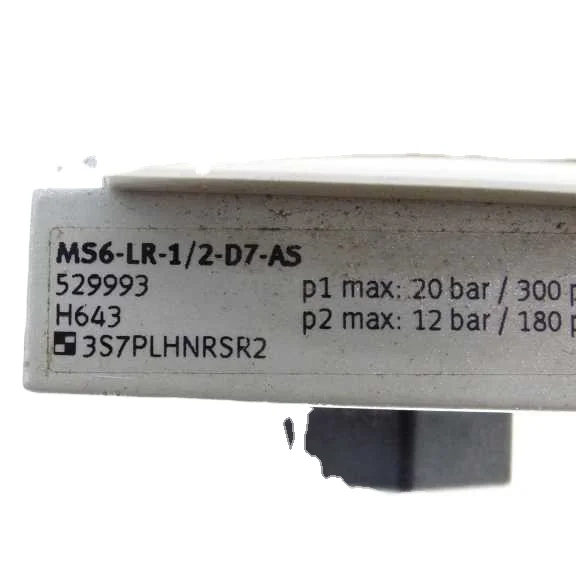 MS6-LR-1/2-D7-AS
529993 p1 max: 20 bar / 300 p
H643 p2 max: 12 bar / 180 p
3S7PLHNRSR2